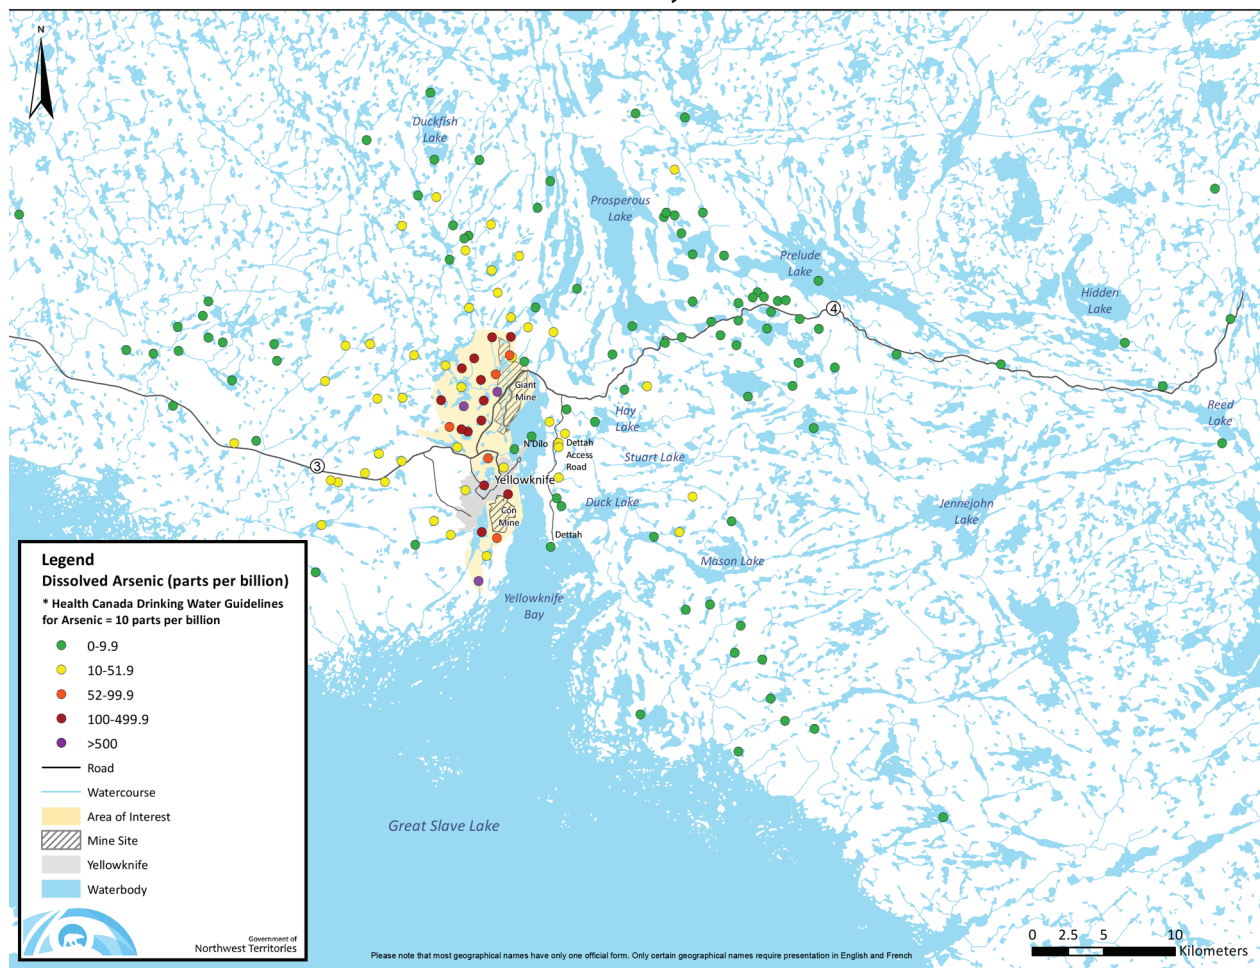 N
Duckfish
Lake
Prosperous
Lake
Prelude
Lake
Hidden
Lake
4
Giant
Mine
Reed
Lake
Hay
Lake
N'Dilo
Dettah
Access
Road
Stuart Lake
3
Yellowknife
Duck Lake
Jennejohn
Lake
Con
Mine
Dettah
Mason Lake
Yellowknife
Bay
Great Slave Lake
Legend
Dissolved Arsenic (parts per billion)
* Health Canada Drinking Water Guidelines
for Arsenic = 10 parts per billion
0-9.9
10-51.9
52-99.9
100-499.9
>500
Road
Watercourse
Area of Interest
Mine Site
Yellowknife
Waterbody
Government of
Northwest Territories
0 2.5 5 10
Kilometers
Please note that most geographical names have only one official form. Only certain geographical names require presentation in English and French